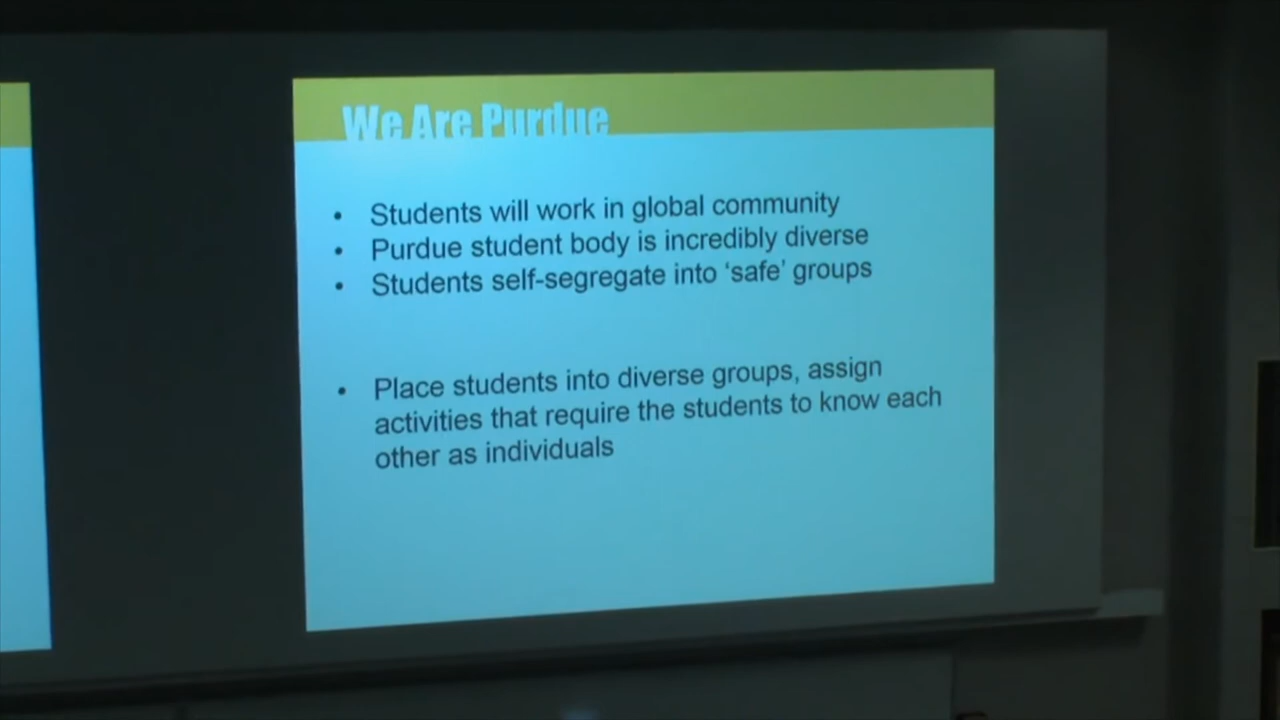 We Are Purdue
• Students will work in global community
• Purdue student body is incredibly diverse
• Students self-segregate into ‘safe’ groups
• Place students into diverse groups, assign
activities that require the students to know each
other as individuals